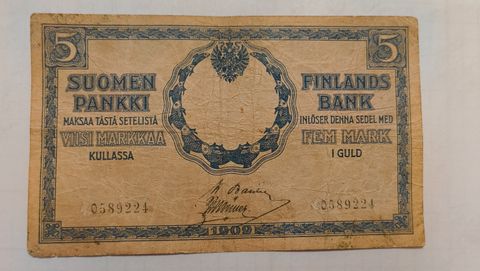 5
5
SUOMEN
PANKKI
MAKSAA TÄSTÄ SETELISTÄ
VIISI MARKKAA
KULLASSA
FINLANDS
BANK
INLÖSER DENNA SEDEL MED
FEM MARK
I GULD
0589224
0589224
1909